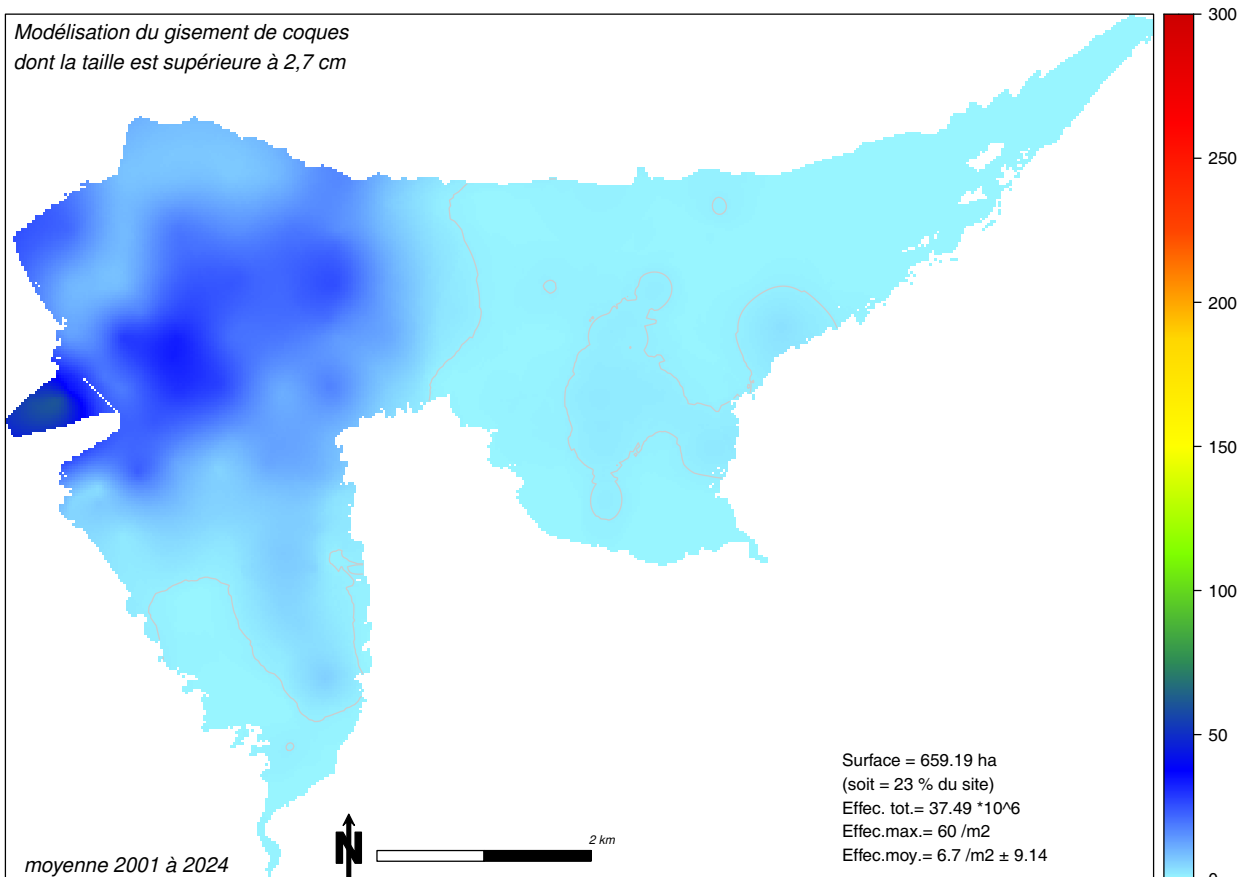 Modélisation du gisement de coques
dont la taille est supérieure à 2,7 cm
300
250
200
150
100
50
0
Surface = 659.19 ha
(soit = 23 % du site)
Effec. tot.= 37.49 *10^6
Effec.max.= 60 /m2
Effec.moy.= 6.7 /m2 ± 9.14
N
2 km
moyenne 2001 à 2024